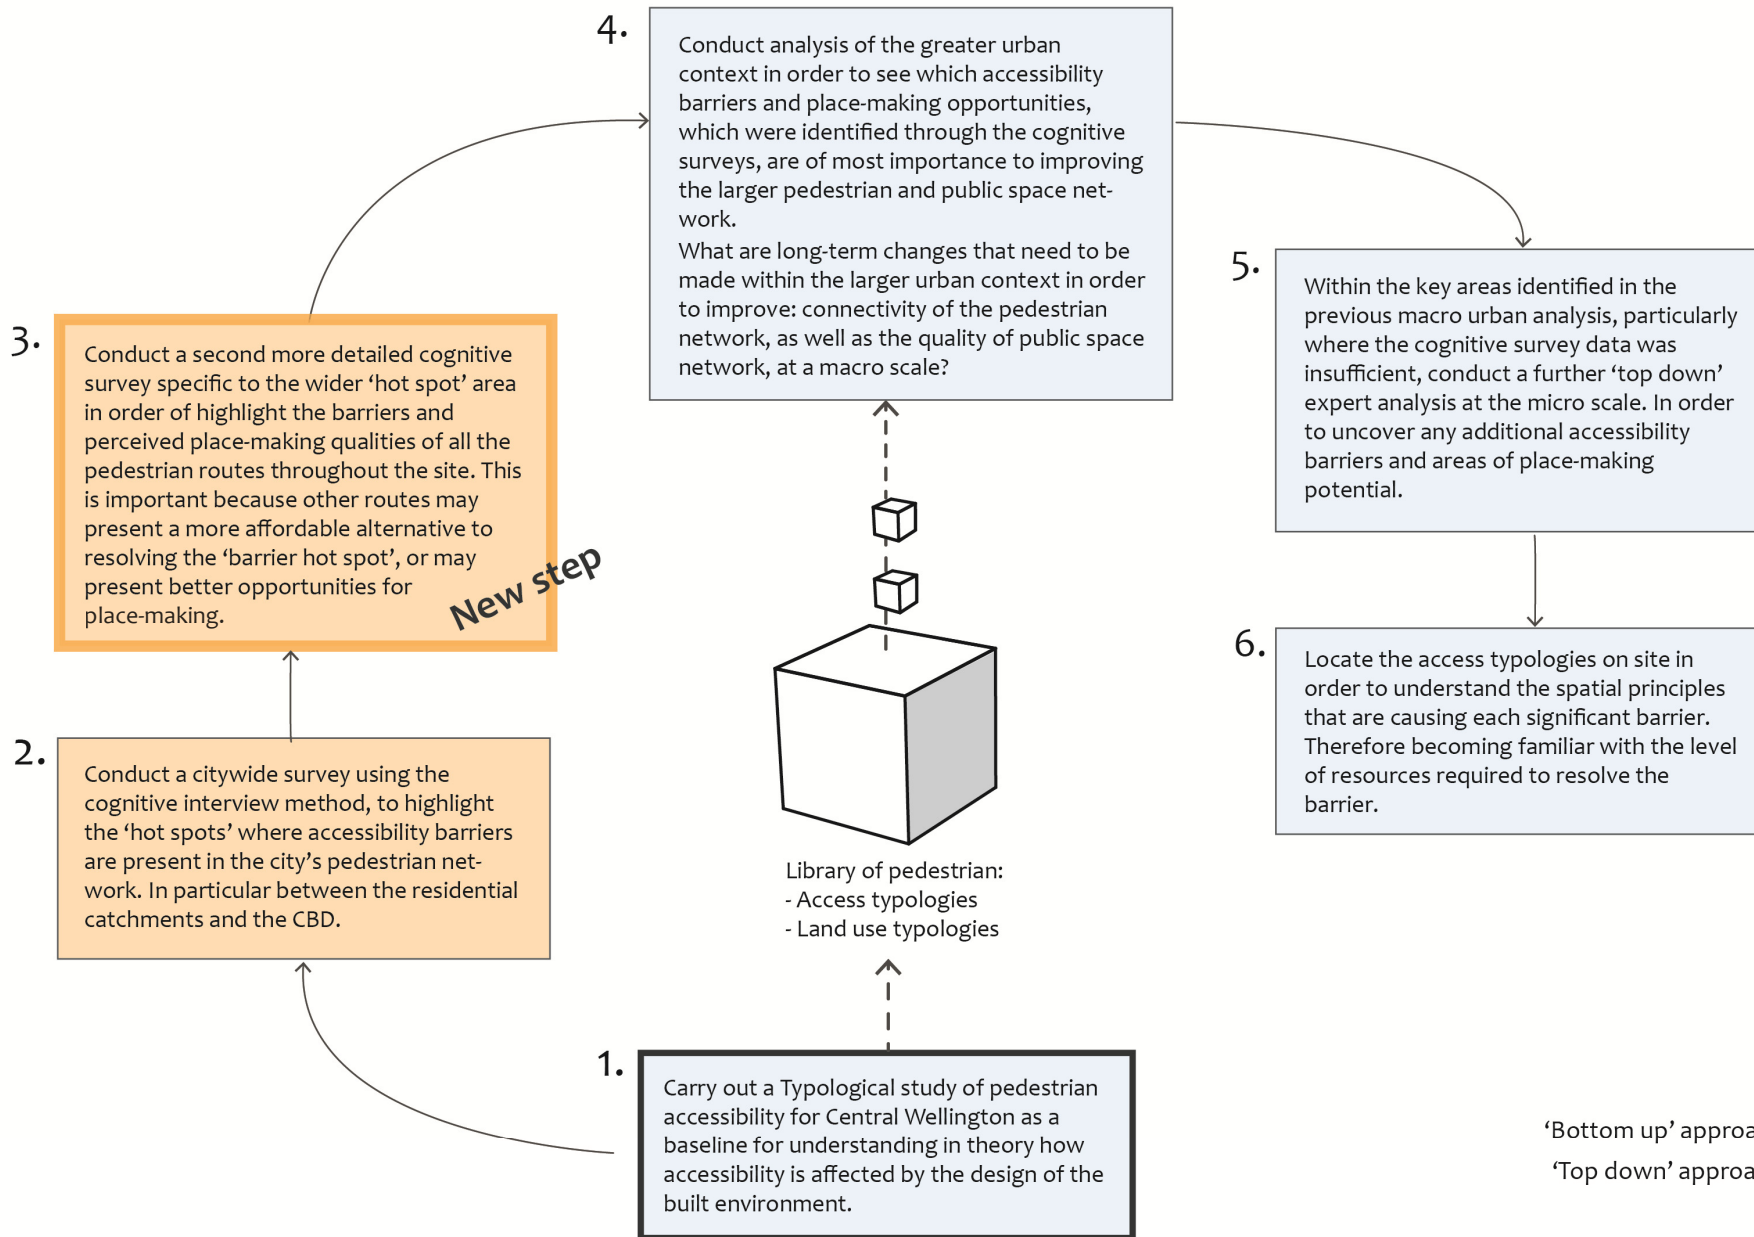 1.
Carry out a Typological study of pedestrian
accessibility for Central Wellington as a
baseline for understanding in theory how
accessibility is affected by the design of the
built environment.
2.
Conduct a citywide survey using the
cognitive interview method, to highlight
the ‘hot spots’ where accessibility barriers
are present in the city’s pedestrian net-
work. In particular between the residential
catchments and the CBD.
3.
Conduct a second more detailed cognitive
survey specific to the wider ‘hot spot’ area
in order of highlight the barriers and
perceived place-making qualities of all the
pedestrian routes throughout the site. This
is important because other routes may
present a more affordable alternative to
resolving the ‘barrier hot spot’, or may
present better opportunities for
place-making.
New step
4.
Conduct analysis of the greater urban
context in order to see which accessibility
barriers and place-making opportunities,
which were identified through the cognitive
surveys, are of most importance to improving
the larger pedestrian and public space net-
work.
What are long-term changes that need to be
made within the larger urban context in order
to improve: connectivity of the pedestrian
network, as well as the quality of public space
network, at a macro scale?
Library of pedestrian:
- Access typologies
- Land use typologies
5.
Within the key areas identified in the
previous macro urban analysis, particularly
where the cognitive survey data was
insufficient, conduct a further ‘top down’
expert analysis at the micro scale. In order
to uncover any additional accessibility
barriers and areas of place-making
potential.
6.
Locate the access typologies on site in
order to understand the spatial principles
that are causing each significant barrier.
Therefore becoming familiar with the level
of resources required to resolve the
barrier.
‘Bottom up’ approa
‘Top down’ approa